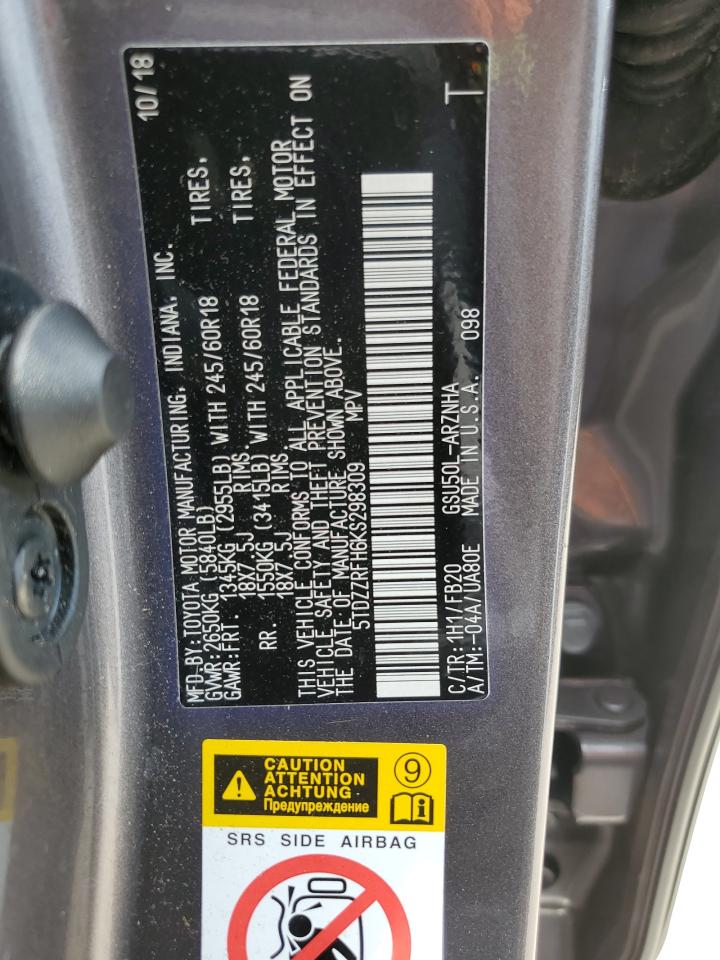 MFD.BY:TOYOTA MOTOR MANUFACTURING, INDIANA, INC. 10/18
GVWR:2650KG (5840LB)
GAWR:FRT. 1345KG (2955LB) WITH 245/60R18 TIRES.
18X7.5J RIMS.
RR. 1550KG (3415LB) WITH 245/60R18 TIRES.
18X7.5J RIMS.
THIS VEHICLE CONFORMS TO ALL APPLICABLE FEDERAL MOTOR
VEHICLE SAFETY AND THEFT PREVENTION STANDARDS IN EFFECT ON
THE DATE OF MANUFACTURE SHOWN ABOVE.
5TDZZRFH6KS298309 MPV
C/TR:1H1/FB20 GSU50L-ARZNHA T
A/TM:-04A/UA80E MADE IN U.S.A. 098
CAUTION
ATTENTION
ACHTUNG
Предупреждение
9
SRS SIDE AIRBAG